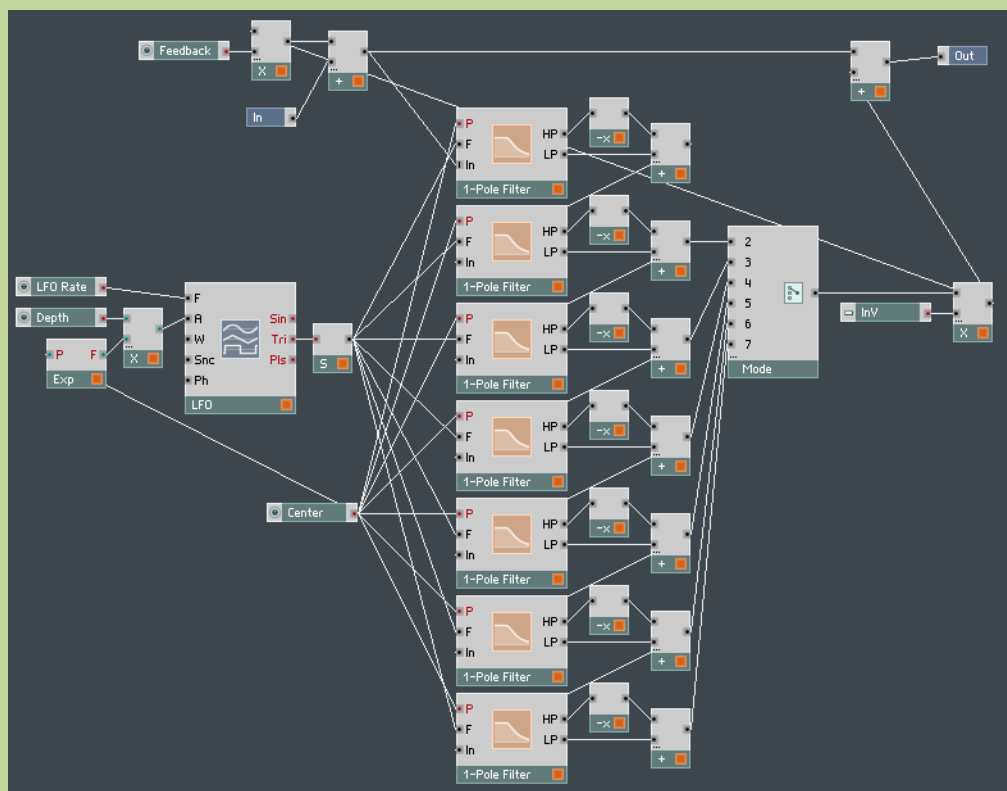 Feedback
...
X
...
+
In
...
+
Out
P
F
In
HP
LP
1-Pole Filter
-x
...
+
P
F
In
HP
LP
1-Pole Filter
-x
...
+
P
F
In
HP
LP
1-Pole Filter
-x
...
+
P
F
In
HP
LP
1-Pole Filter
-x
...
+
P
F
In
HP
LP
1-Pole Filter
-x
...
+
P
F
In
HP
LP
1-Pole Filter
-x
...
+
P
F
In
HP
LP
1-Pole Filter
-x
...
+
2
3
4
5
6
7
...
Mode
InV
...
X
LFO Rate
Depth
...
X
P F
Exp
F
A
W
Snc
Ph
Sin
Tri
Pls
LFO
S
Center